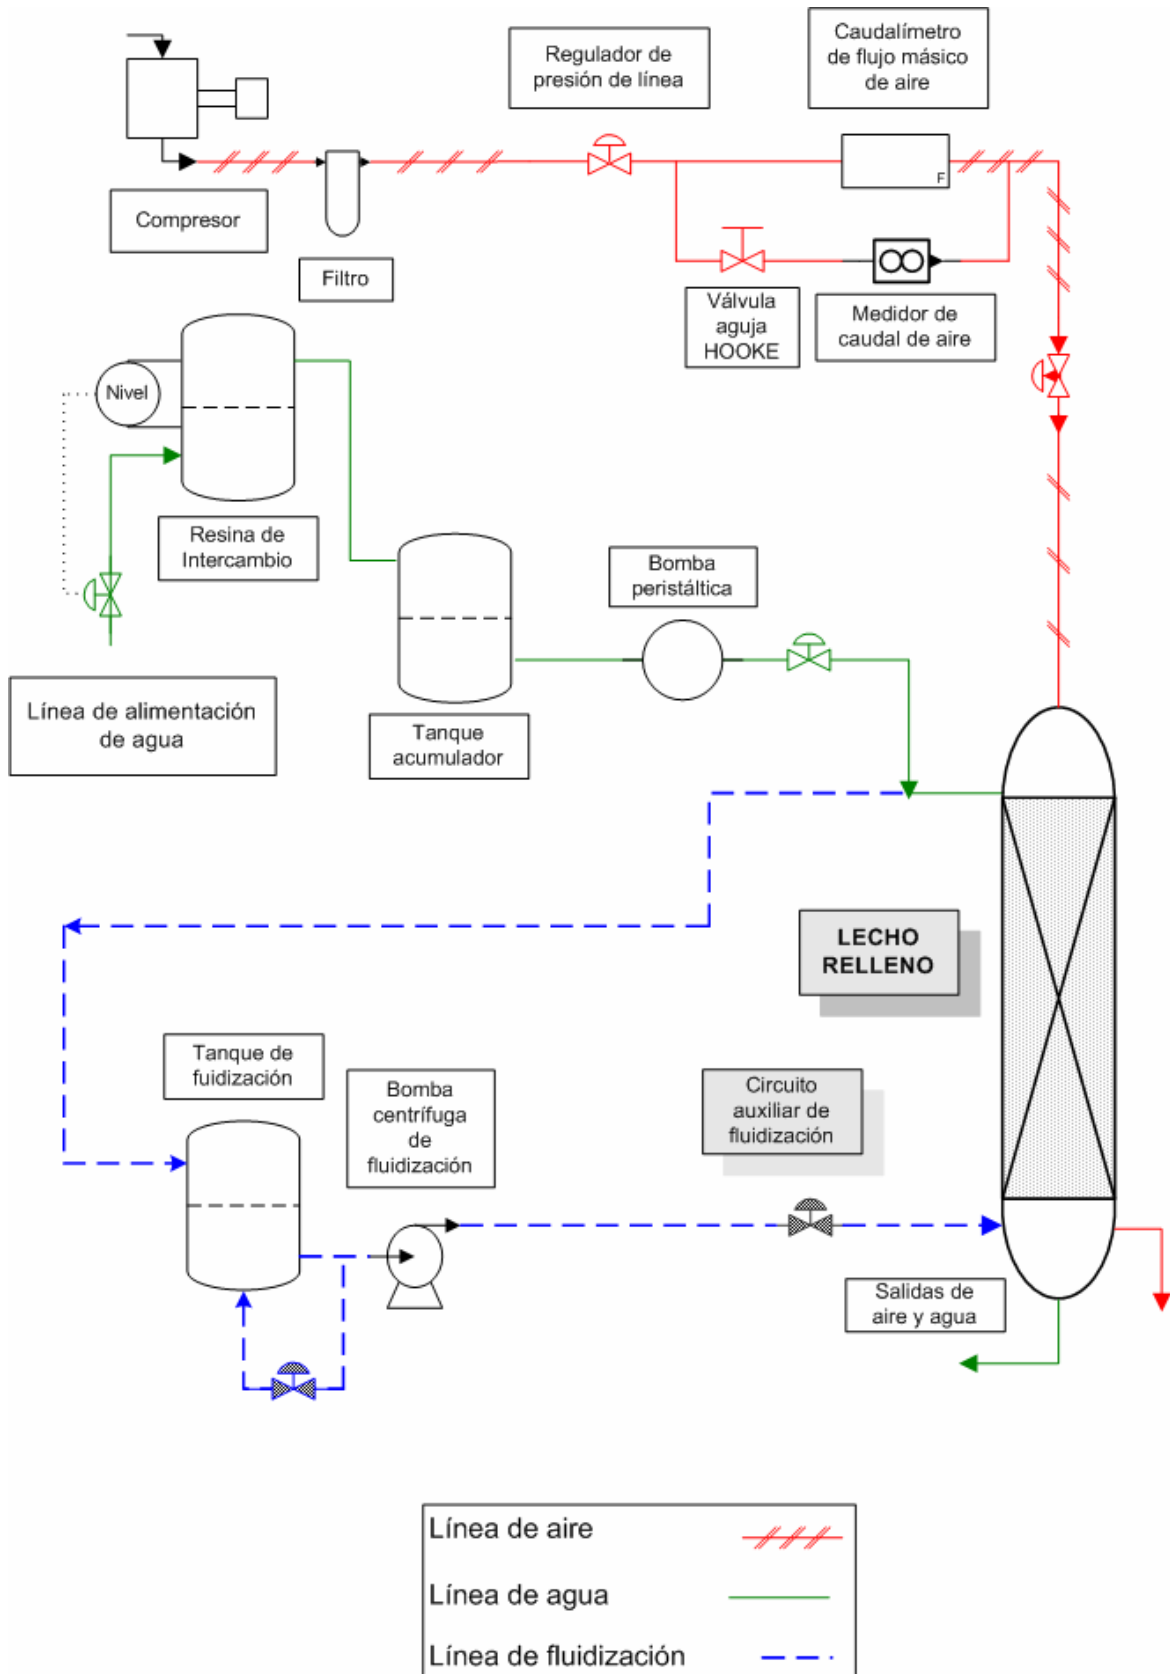 Regulador de
presión de línea
Caudalímetro
de flujo másico
de aire
F
Compresor
Filtro
Válvula
aguja
HOOKE
Medidor de
caudal de aire
Nivel
Resina de
Intercambio
Bomba
peristáltica
Línea de alimentación
de agua
Tanque
acumulador
LECHO
RELLENO
Tanque de
fuidización
Bomba
centrífuga
de
fluidización
Circuito
auxiliar de
fluidización
Salidas de
aire y agua
Línea de aire
Línea de agua
Línea de fluidización